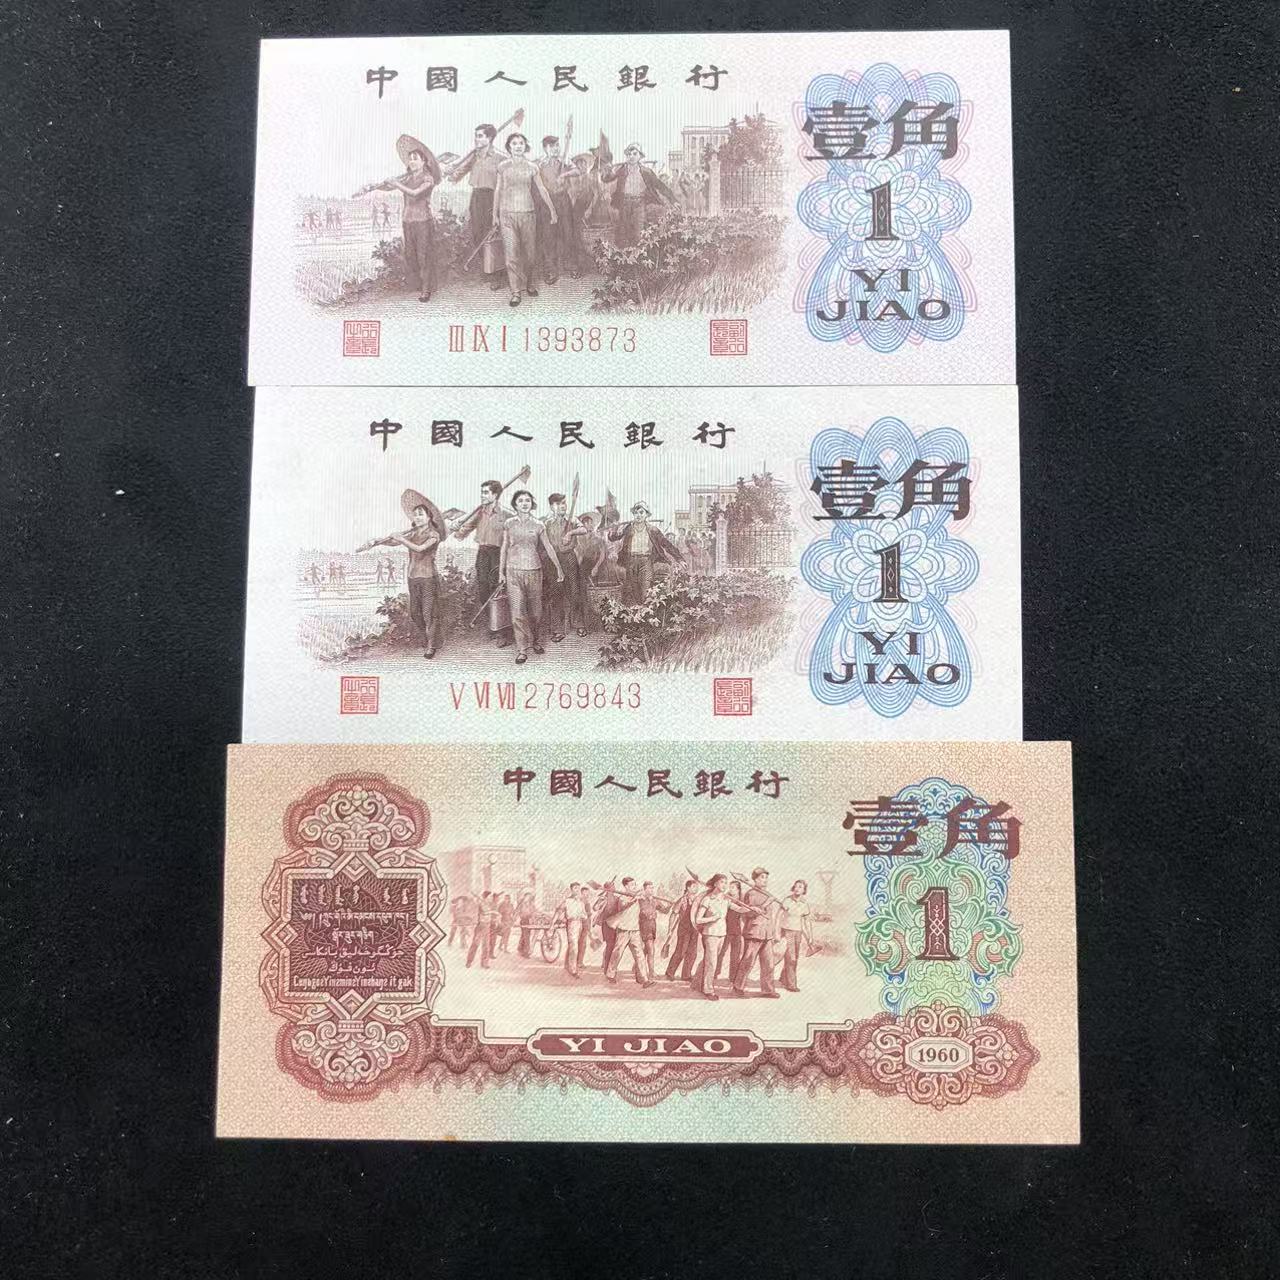 中國人民銀行
壹角
1
YI
JIAO
III IX I 1393873
中國人民銀行
壹角
1
YI
JIAO
V VI VII 2769843
中國人民銀行
壹角
1
YI JIAO
1960